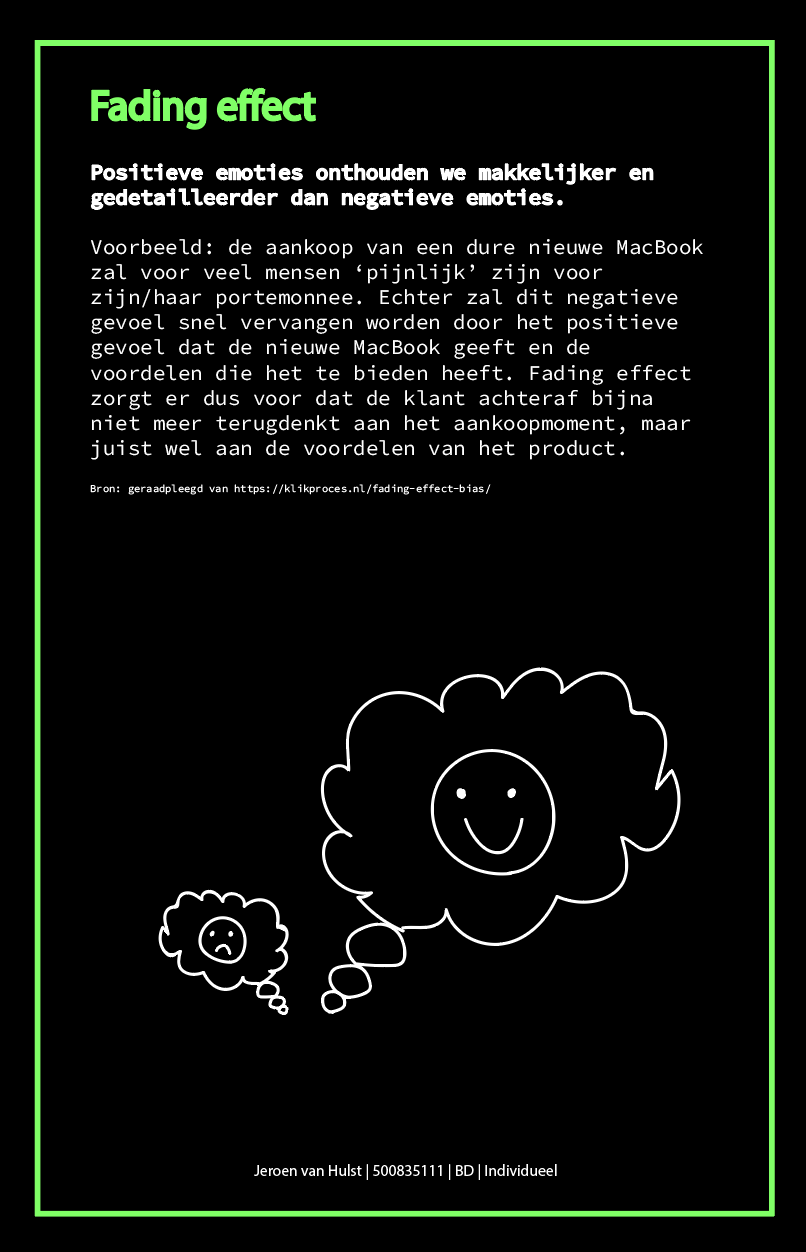 Fading effect
Positieve emoties onthouden we makkelijker en
gedetailleerder dan negatieve emoties.
Voorbeeld: de aankoop van een dure nieuwe MacBook
zal voor veel mensen ‘pijnlijk’ zijn voor
zijn/haar portemonnee. Echter zal dit negatieve
gevoel snel vervangen worden door het positieve
gevoel dat de nieuwe MacBook geeft en de
voordelen die het te bieden heeft. Fading effect
zorgt er dus voor dat de klant achteraf bijna
niet meer terugdenkt aan het aankoopmoment, maar
juist wel aan de voordelen van het product.
Bron: geraadpleegd van https://klikproces.nl/fading-effect-bias/
Jeroen van Hulst | 500835111 | BD | Individueel